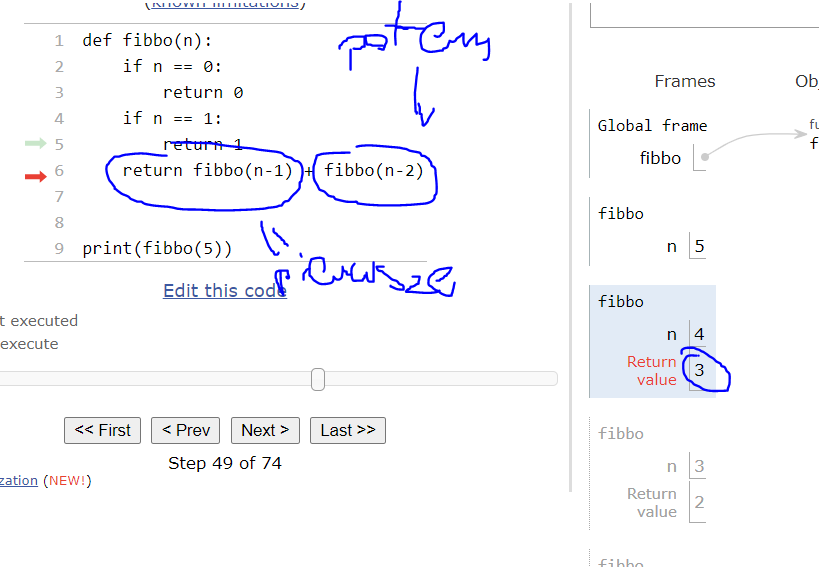 (known limitations)
1 def fibbo(n):
2 if n == 0:
3 return 0
4 if n == 1:
5 return 1
6 return fibbo(n-1) + fibbo(n-2)
7
8
9 print(fibbo(5))
potem
pierwsze
Edit this code
t executed
execute
<< First < Prev Next > Last >>
Step 49 of 74
zation (NEW!)
Frames Ob
Global frame
fu
fibbo
f
fibbo
n 5
fibbo
n 4
Return
value 3
fibbo
n 3
Return
value 2
fibbo